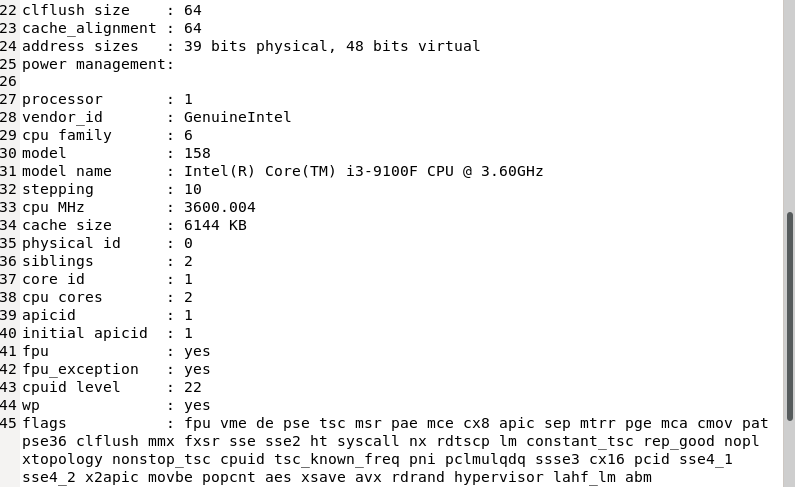 22 clflush size    : 64
23 cache_alignment : 64
24 address sizes   : 39 bits physical, 48 bits virtual
25 power management:
26
27 processor       : 1
28 vendor_id       : GenuineIntel
29 cpu family      : 6
30 model           : 158
31 model name      : Intel(R) Core(TM) i3-9100F CPU @ 3.60GHz
32 stepping        : 10
33 cpu MHz         : 3600.004
34 cache size      : 6144 KB
35 physical id     : 0
36 siblings        : 2
37 core id         : 1
38 cpu cores       : 2
39 apicid          : 1
40 initial apicid  : 1
41 fpu             : yes
42 fpu_exception   : yes
43 cpuid level     : 22
44 wp              : yes
45 flags           : fpu vme de pse tsc msr pae mce cx8 apic sep mtrr pge mca cmov pat
pse36 clflush mmx fxsr sse sse2 ht syscall nx rdtscp lm constant_tsc rep_good nopl
xtopology nonstop_tsc cpuid tsc_known_freq pni pclmulqdq ssse3 cx16 pcid sse4_1
sse4_2 x2apic movbe popcnt aes xsave avx rdrand hypervisor lahf_lm abm